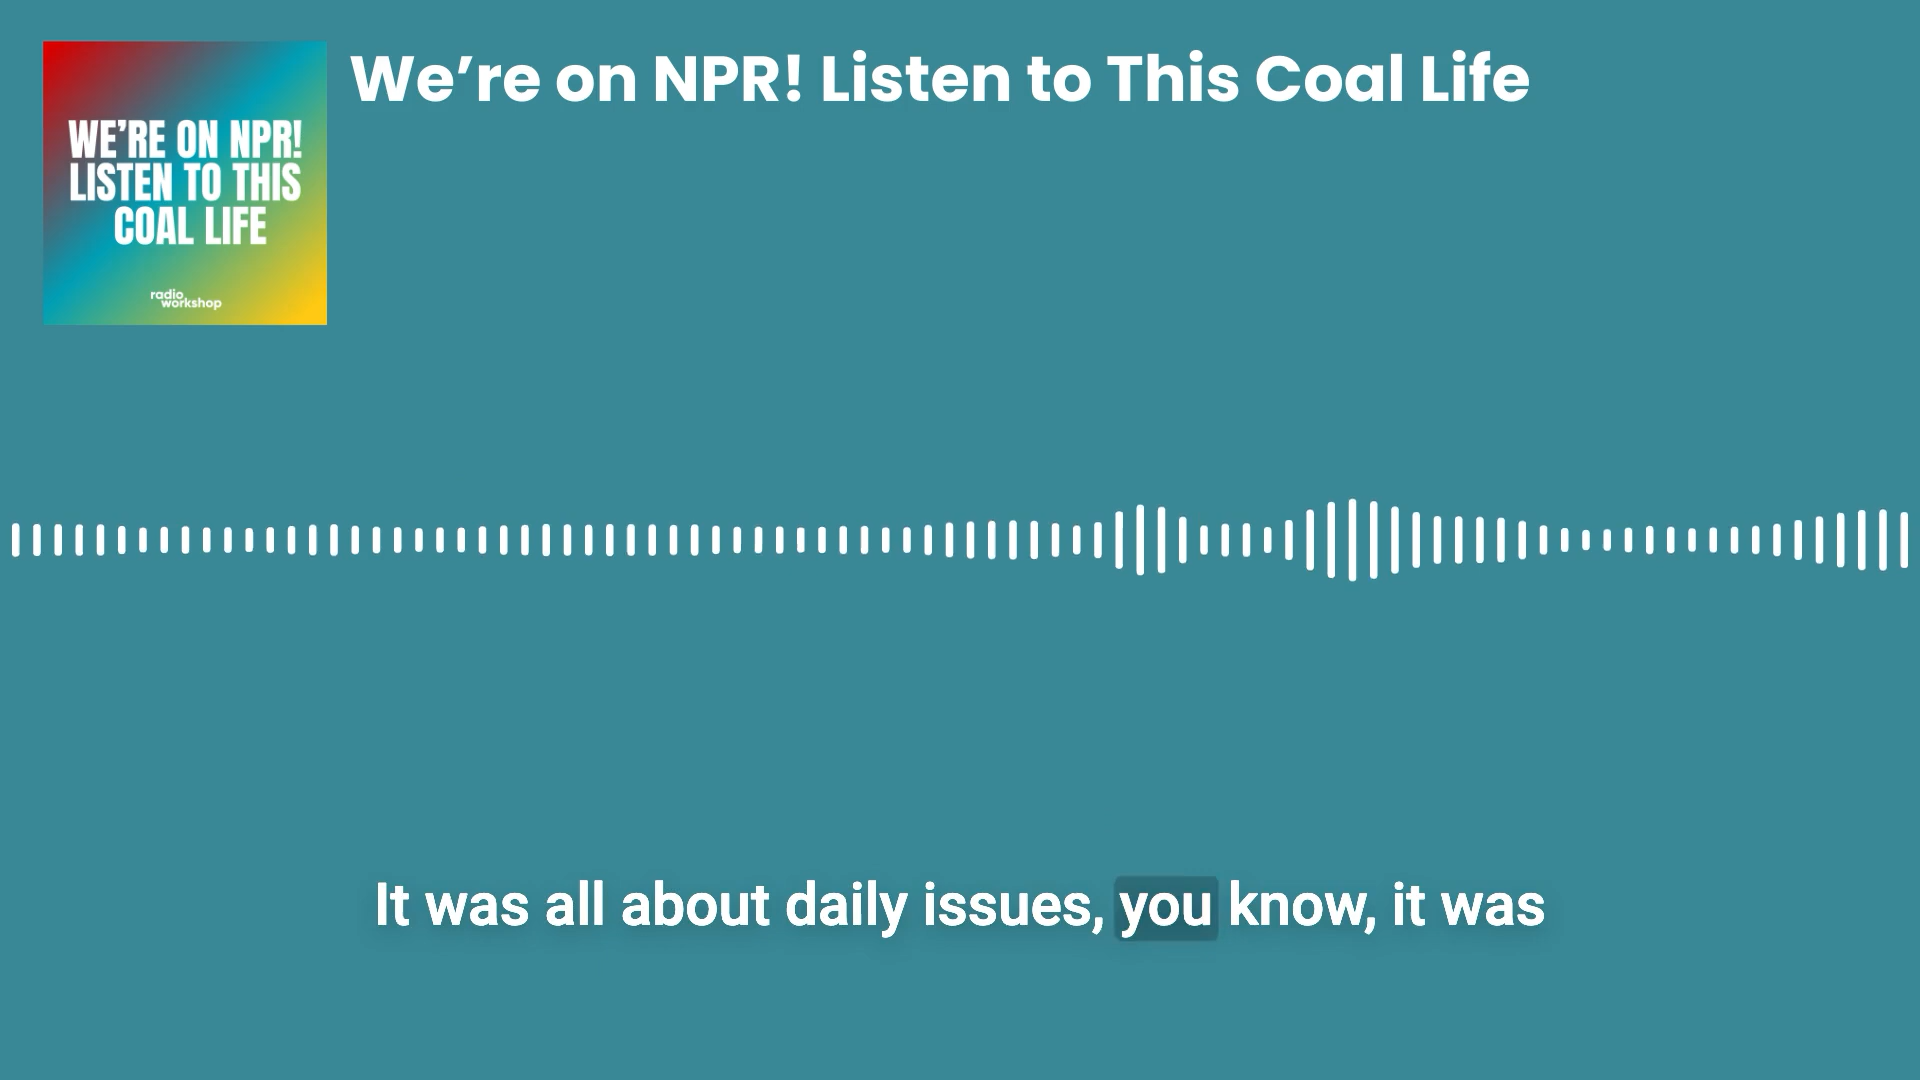 We’re on NPR! Listen to This Coal Life
WE’RE ON NPR!
LISTEN TO THIS
COAL LIFE
radio
workshop
It was all about daily issues, you know, it was